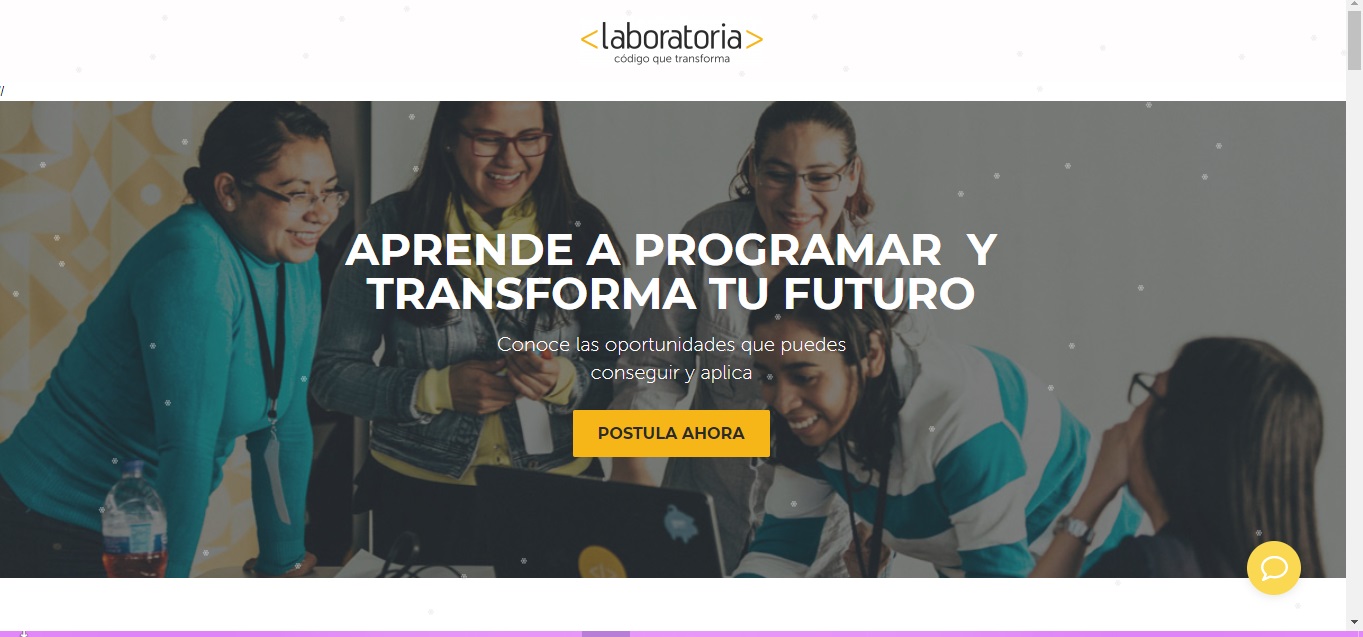 <laboratoria>
código que transforma
//
APRENDE A PROGRAMAR Y
TRANSFORMA TU FUTURO
Conoce las oportunidades que puedes
conseguir y aplica
POSTULA AHORA